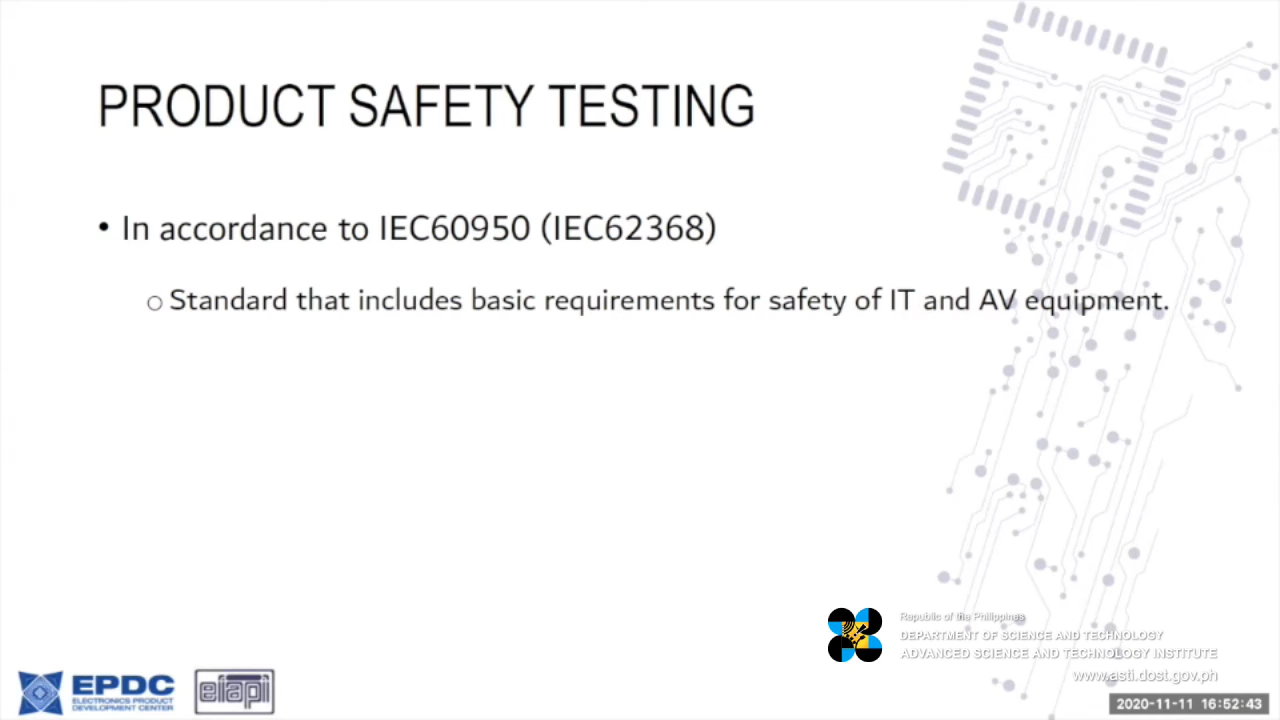 PRODUCT SAFETY TESTING
• In accordance to IEC60950 (IEC62368)
○ Standard that includes basic requirements for safety of IT and AV equipment.
Republic of the Philippines
DEPARTMENT OF SCIENCE AND TECHNOLOGY
ADVANCED SCIENCE AND TECHNOLOGY INSTITUTE
www.asti.dost.gov.ph
EPDC
ELECTRONICS PRODUCT
DEVELOPMENT CENTER
eiapi
2020-11-11 16:52:43